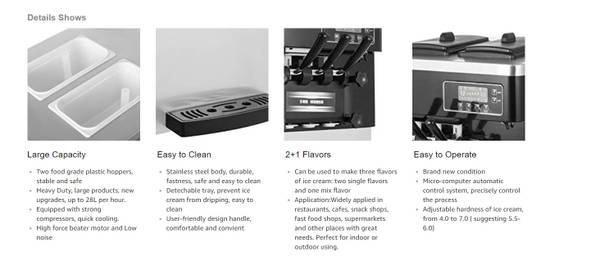 Details Shows
Large Capacity
Two food grade plastic hoppers,
stable and safe
Heavy Duty, large products, new
upgrades, up to 28L per hour.
Equipped with strong
compressors, quick cooling.
High force beater motor and Low
noise
Easy to Clean
Stainless steel body, durable,
fastness, safe and easy to clean
Detechable tray, prevent ice
cream from dripping, easy to
clean
User-friendly design handle,
comfortable and convient
2+1 Flavors
Can be used to make three flavors
of ice cream: two single flavors
and one mix flavor
Application:Widely applied in
restaurants, cafes, snack shops,
fast food shops, supermarkets
and other places with great
needs. Perfect for indoor or
outdoor using.
Easy to Operate
Brand new condition
Micro-computer automatic
control system, precisely control
the process
Adjustable hardness of ice cream,
from 4.0 to 7.0 ( suggesting 5.5-
6.0)